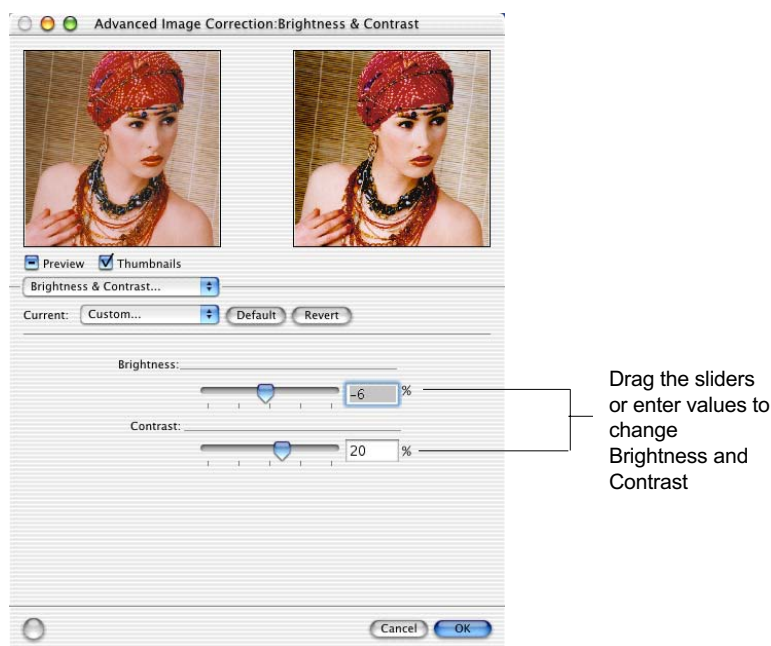 Advanced Image Correction:Brightness & Contrast
Preview Thumbnails
Brightness & Contrast...
Current: Custom... Default Revert
Brightness:
-6 %
Contrast:
20 %
Drag the sliders
or enter values to
change
Brightness and
Contrast
Cancel OK